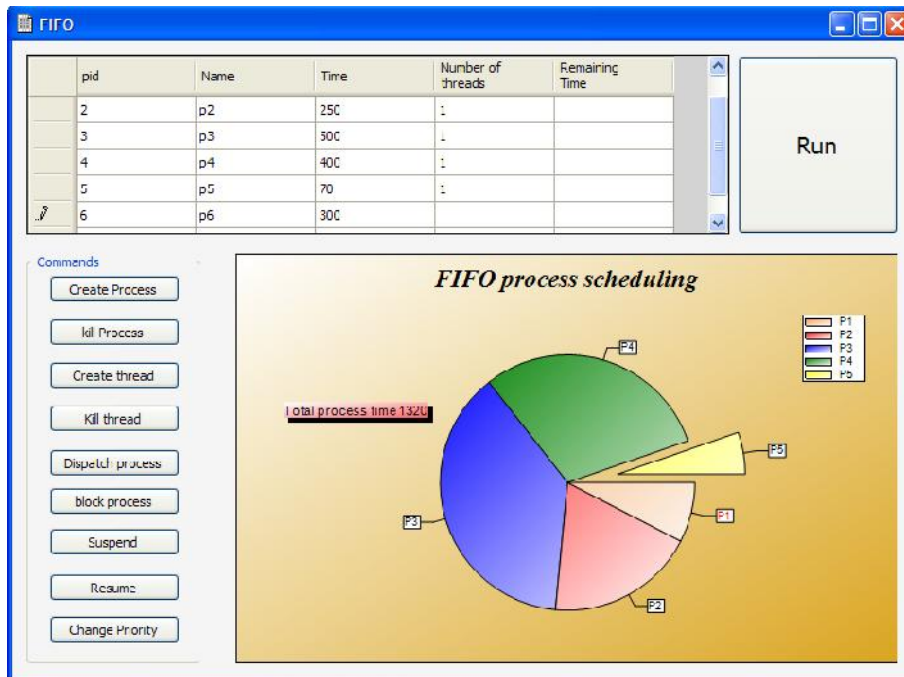 FIFO
pid Name Time Number of threads Remaining Time
2 p2 250 1
3 p3 500 1
4 p4 400 1
5 p5 70 1
6 p6 300
Run
Commends
Create Process
kill Process
Create thread
Kill thread
Dispatch process
block process
Suspend
Resume
Change Priority
FIFO process scheduling
Total process time 1320
P1
P2
P3
P4
P5
P4
P5
P3
P1
P2